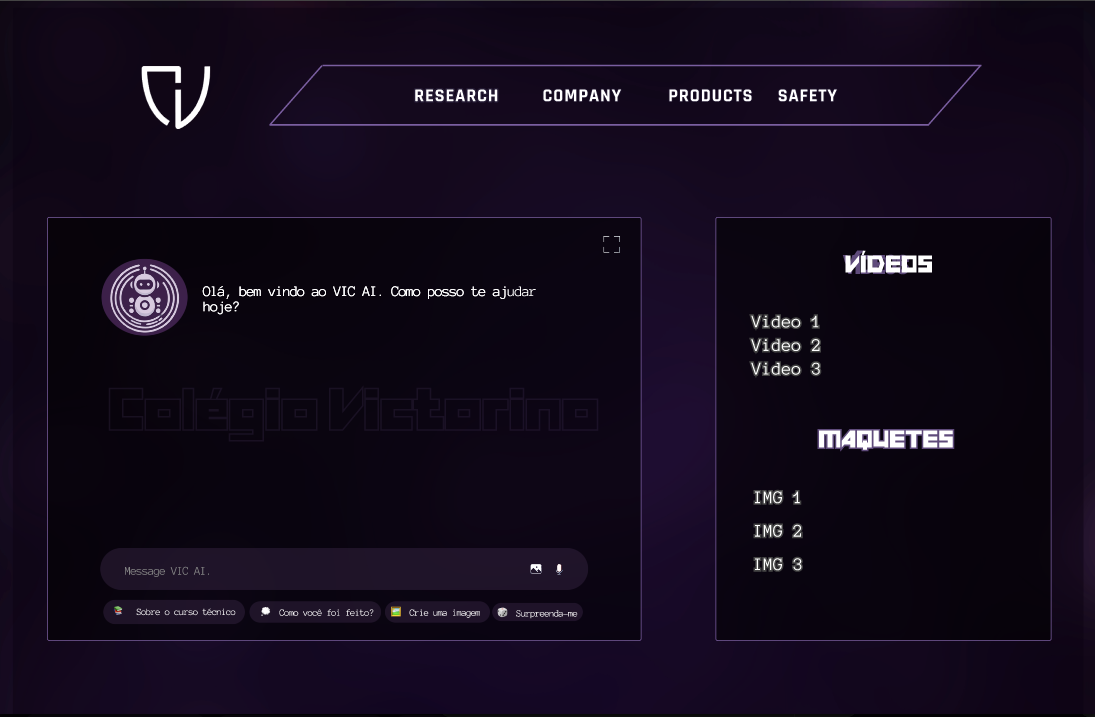 RESEARCH COMPANY PRODUCTS SAFETY
Olá, bem vindo ao VIC AI. Como posso te ajudar
hoje?
Colégio Victorino
Message VIC AI.
Sobre o curso técnico Como você foi feito? Crie uma imagem Surpreenda-me
VÍDEOS
Video 1
Video 2
Video 3
MAQUETES
IMG 1
IMG 2
IMG 3